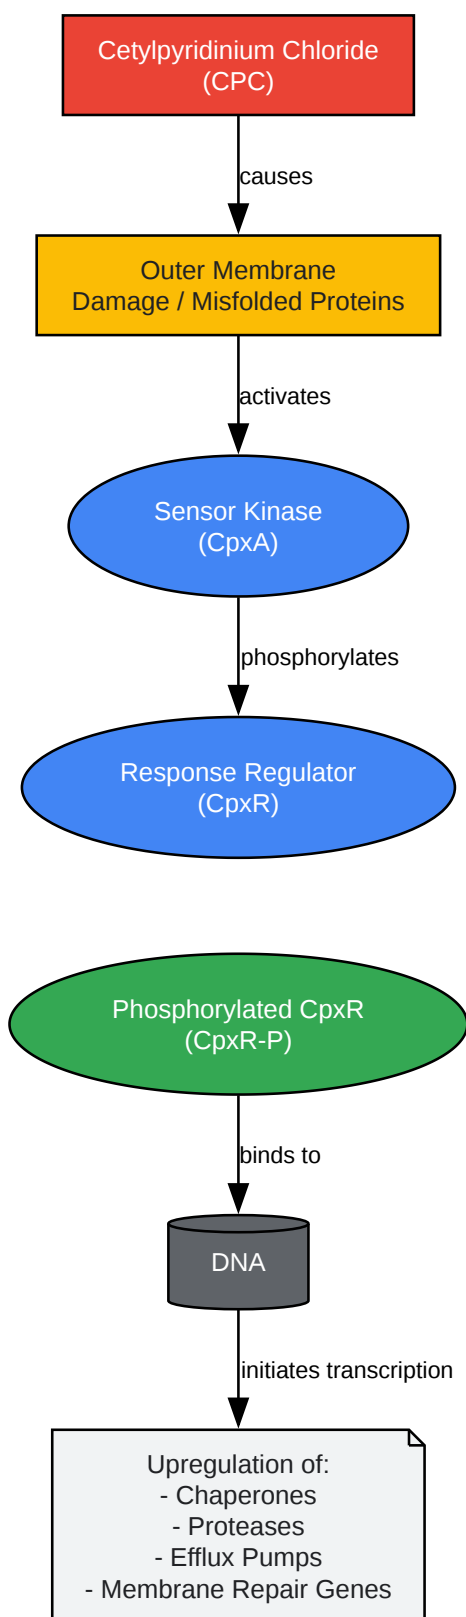 Cetylpyridinium Chloride
(CPC)
causes
Outer Membrane
Damage / Misfolded Proteins
activates
Sensor Kinase
(CpxA)
phosphorylates
Response Regulator
(CpxR)
Phosphorylated CpxR
(CpxR-P)
binds to
DNA
initiates transcription
Upregulation of:
- Chaperones
- Proteases
- Efflux Pumps
- Membrane Repair Genes